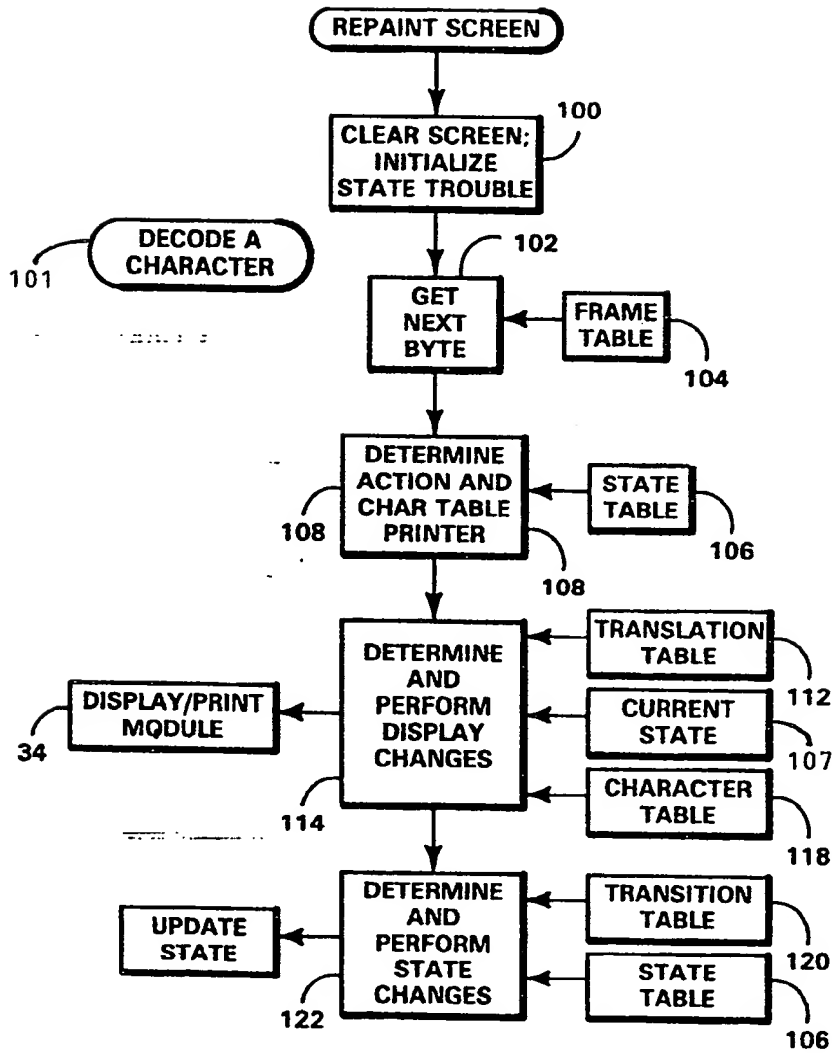 REPAINT SCREEN
100
CLEAR SCREEN;
INITIALIZE
STATE TROUBLE
DECODE A
CHARACTER
101
102
GET
NEXT
BYTE
FRAME
TABLE
104
DETERMINE
ACTION AND
CHAR TABLE
PRINTER
108
108
STATE
TABLE
106
DETERMINE
AND
PERFORM
DISPLAY
CHANGES
114
TRANSLATION
TABLE
112
DISPLAY/PRINT
MODULE
34
CURRENT
STATE
107
CHARACTER
TABLE
118
DETERMINE
AND
PERFORM
STATE
CHANGES
122
TRANSITION
TABLE
120
UPDATE
STATE
STATE
TABLE
106